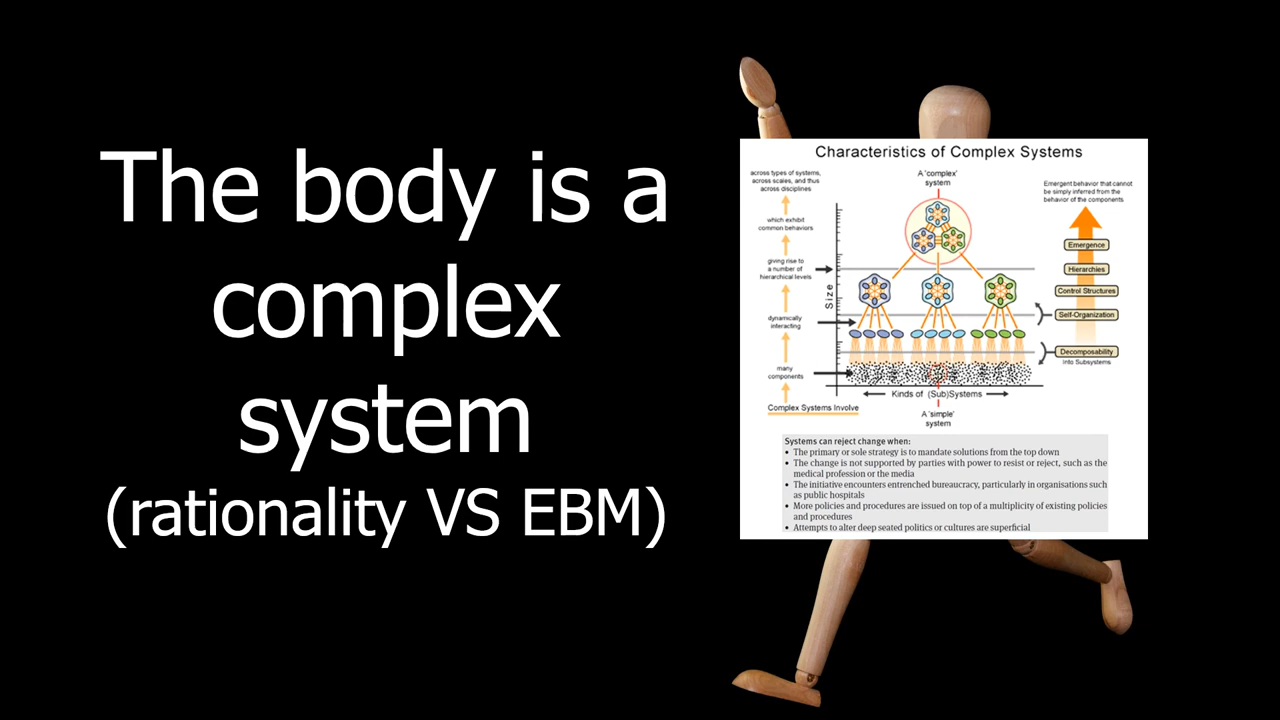 The body is a
complex
system
(rationality VS EBM)
Characteristics of Complex Systems
across types of systems,
across scales, and thus
across disciplines
which exhibit
common behaviors
giving rise to
a number of
hierarchical levels
dynamically
interacting
many
components
Complex Systems Involve
A 'complex'
system
Size
Kinds of (Sub)Systems
A 'simple'
system
Emergent behavior that cannot
be simply inferred from the
behavior of the components
Emergence
Hierarchies
Control Structures
Self-Organization
Decomposability
into Subsystems
Systems can reject change when:
• The primary or sole strategy is to mandate solutions from the top down
• The change is not supported by parties with power to resist or reject, such as the
medical profession or the media
• The initiative encounters entrenched bureaucracy, particularly in organisations such
as public hospitals
• More policies and procedures are issued on top of a multiplicity of existing policies
and procedures
• Attempts to alter deep seated politics or cultures are superficial